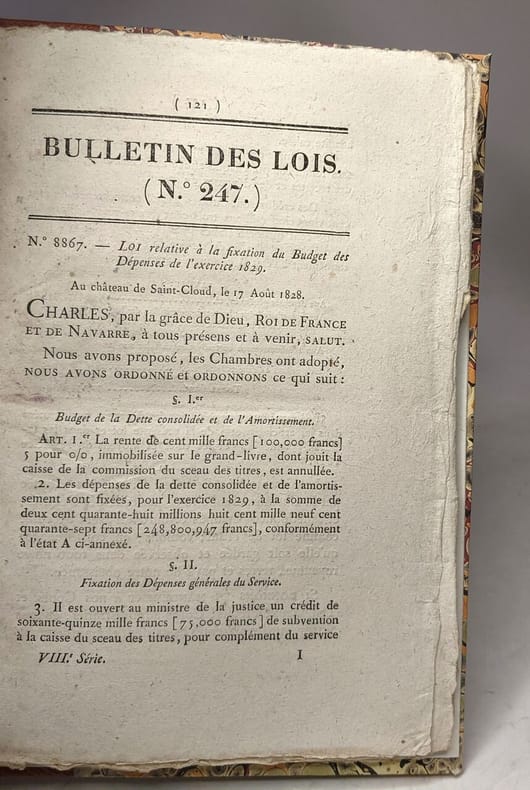 ( 121 )
BULLETIN DES LOIS.
(N.° 247.)
N.° 8867. — LOI relative à la fixation du Budget des
Dépenses de l'exercice 1829.
Au château de Saint-Cloud, le 17 Août 1828.
CHARLES, par la grâce de Dieu, ROI DE FRANCE
ET DE NAVARRE, à tous présens et à venir, SALUT.
Nous avons proposé, les Chambres ont adopté,
NOUS AVONS ORDONNÉ et ORDONNONS ce qui suit :
§. I.er
Budget de la Dette consolidée et de l'Amortissement.
ART. 1.er La rente de cent mille francs [100,000 francs]
5 pour 0/0, immobilisée sur le grand-livre, dont jouit la
caisse de la commission du sceau des titres, est annullée.
2. Les dépenses de la dette consolidée et de l'amortis-
sement sont fixées, pour l'exercice 1829, à la somme de
deux cent quarante-huit millions huit cent mille neuf cent
quarante-sept francs [248,800,947 francs], conformément
à l'état A ci-annexé.
§. II.
Fixation des Dépenses générales du Service.
3. Il est ouvert au ministre de la justice un crédit de
soixante-quinze mille francs [75,000 francs] de subvention
à la caisse du sceau des titres, pour complément du service
VIII.e Série. I